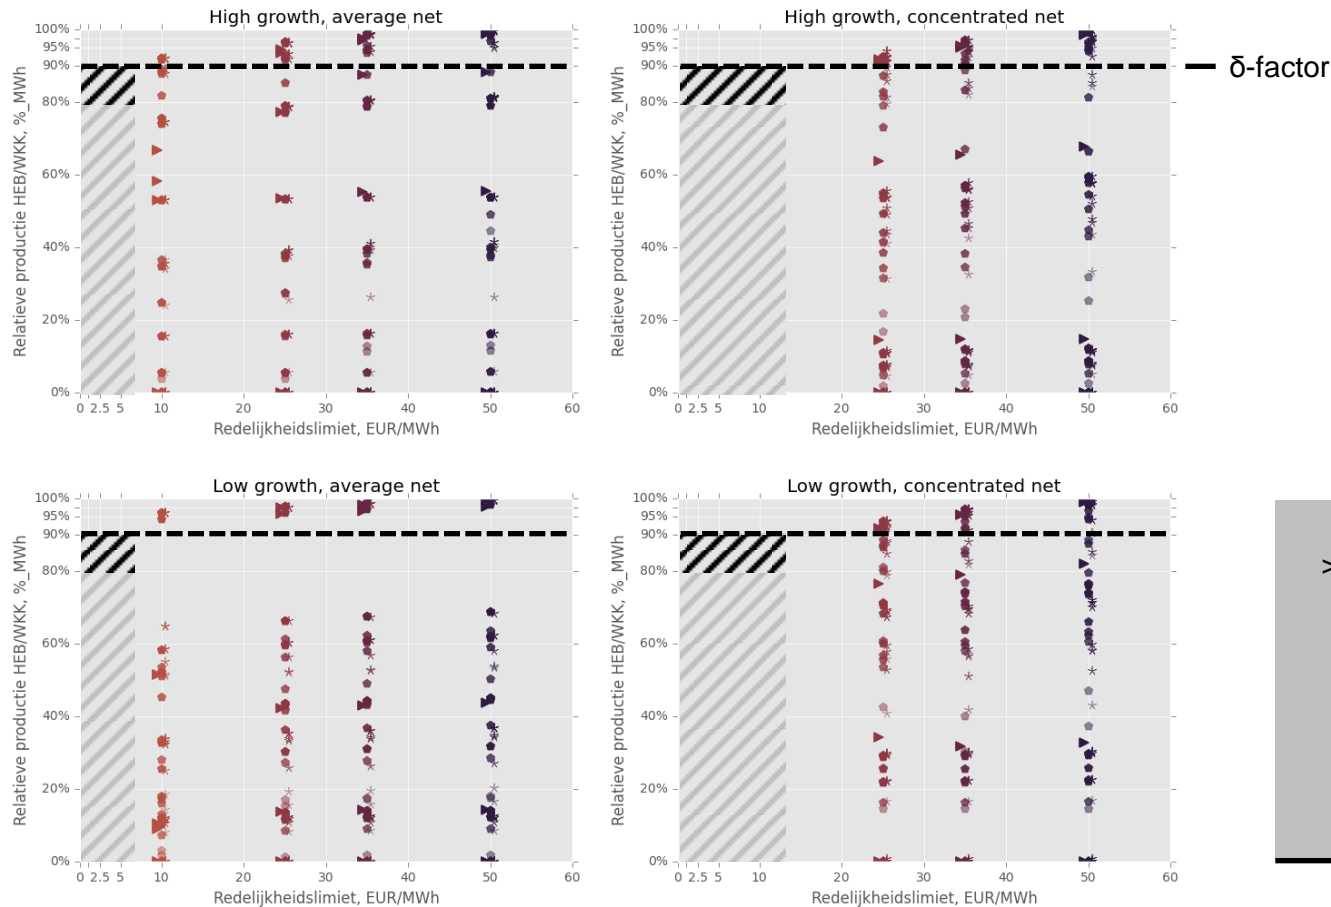 High growth, average net
100%
95%
90%
80%
60%
40%
20%
0%
Relatieve productie HEB/WKK, %_MWh
0 2.5 5 10 20 30 40 50 60
Redelijkheidslimiet, EUR/MWh
High growth, concentrated net
100%
95%
90%
80%
60%
40%
20%
0%
Relatieve productie HEB/WKK, %_MWh
0 2.5 5 10 20 30 40 50 60
Redelijkheidslimiet, EUR/MWh
δ-factor
Low growth, average net
100%
95%
90%
80%
60%
40%
20%
0%
Relatieve productie HEB/WKK, %_MWh
0 2.5 5 10 20 30 40 50 60
Redelijkheidslimiet, EUR/MWh
Low growth, concentrated net
100%
95%
90%
80%
60%
40%
20%
0%
Relatieve productie HEB/WKK, %_MWh
0 2.5 5 10 20 30 40 50 60
Redelijkheidslimiet, EUR/MWh
>